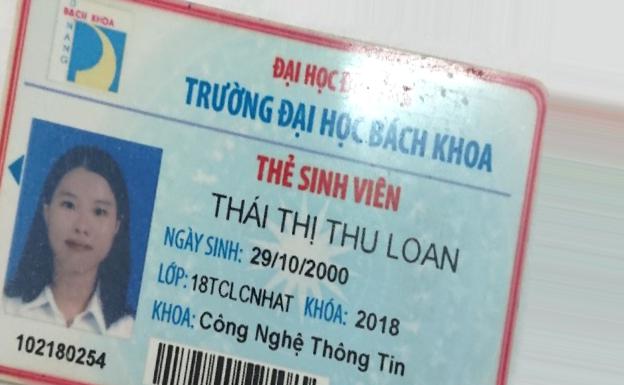 BÁCH KHOA
NANG
ĐẠI HỌC
TRƯỜNG ĐẠI HỌC BÁCH KHOA
THẺ SINH VIÊN
THÁI THỊ THU LOAN
NGÀY SINH: 29/10/2000
LỚP: 18TCLCNHAT KHÓA: 2018
KHOA: Công Nghệ Thông Tin
102180254